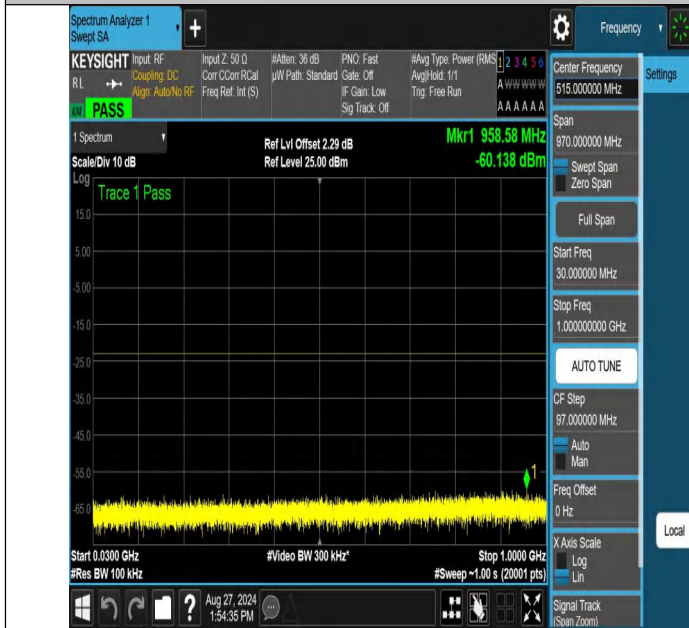 Spectrum Analyzer 1
Swept SA
+
Frequency
KEYSIGHT
RL
LXI
PASS
Input: RF
Coupling: DC
Align: Auto/No RF
Input Z: 50 Ω
Corr CCorr RCal
Freq Ref: Int (S)
#Atten: 36 dB
µW Path: Standard
PNO: Fast
Gate: Off
IF Gain: Low
Sig Track: Off
#Avg Type: Power (RMS
Avg|Hold: 1/1
Trig: Free Run
1 2 3 4 5 6
A W W W W W
A A A A A A
1 Spectrum
Scale/Div 10 dB
Log
Ref Lvl Offset 2.29 dB
Ref Level 25.00 dBm
Mkr1 958.58 MHz
-60.138 dBm
Trace 1 Pass
15.0
5.00
-5.00
-15.0
-25.0
-35.0
-45.0
-55.0
-65.0
1
Start 0.0300 GHz
#Res BW 100 kHz
#Video BW 300 kHz*
Stop 1.0000 GHz
#Sweep ~1.00 s (20001 pts)
?
Aug 27, 2024
1:54:35 PM
Center Frequency
515.000000 MHz
Span
970.000000 MHz
Swept Span
Zero Span
Full Span
Start Freq
30.000000 MHz
Stop Freq
1.000000000 GHz
AUTO TUNE
CF Step
97.000000 MHz
Auto
Man
Freq Offset
0 Hz
X Axis Scale
Log
Lin
Signal Track
(Span Zoom)
Settings
Local